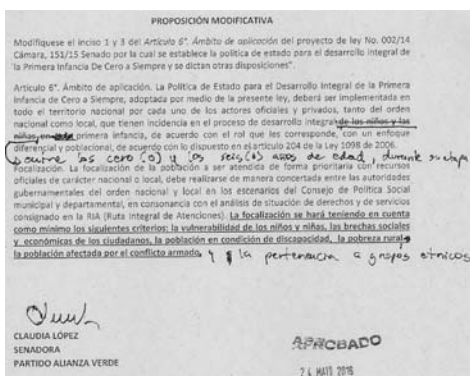 PROPOSICIÓN MODIFICATIVA
Modifíquese el inciso 1 y 3 del Artículo 6°. Ámbito de aplicación del proyecto de ley No. 002/14
Cámara, 151/15 Senado por la cual se establece la política de estado para el desarrollo integral de
la Primera Infancia De Cero a Siempre y se dictan otras disposiciones".
Artículo 6°. Ámbito de aplicación. La Política de Estado para el Desarrollo Integral de la Primera
Infancia de Cero a Siempre, adoptada por medio de la presente ley, deberá ser implementada en
todo el territorio nacional por cada uno de los actores oficiales y privados, tanto del orden
nacional como local, que tienen incidencia en el proceso de desarrollo integral de los niños y las
niñas, en primera infancia, de acuerdo con el rol que les corresponde, con un enfoque
diferencial y poblacional, de acuerdo con lo dispuesto en el artículo 204 de la Ley 1098 de 2006.
ocurre los cero (0) y los seis (6) años de edad, durante su etapa
Focalización. La focalización de la población a ser atendida de forma prioritaria con recursos
oficiales de carácter nacional o local, debe realizarse de manera concertada entre las autoridades
gubernamentales del orden nacional y local en los escenarios del Consejo de Política Social
municipal y departamental, en consonancia con el análisis de situación de derechos y de servicios
consignado en la RIA (Ruta Integral de Atenciones). La focalización se hará teniendo en cuenta
como mínimo los siguientes criterios: la vulnerabilidad de los niños y niñas, las brechas sociales
y económicas de los ciudadanos, la población en condición de discapacidad, la pobreza rural,
la población afectada por el conflicto armado, y la pertenencia a grupos étnicos
CLAUDIA LÓPEZ
SENADORA
PARTIDO ALIANZA VERDE
APROBADO
24 MAYO 2016